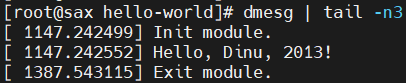 [root@sax hello-world]# dmesg | tail -n3
[ 1147.242499] Init module.
[ 1147.242552] Hello, Dinu, 2013!
[ 1387.543115] Exit module.